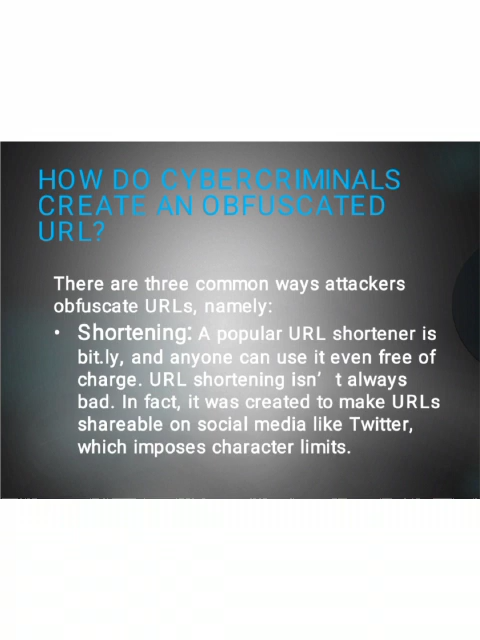 HOW DO CYBERCRIMINALS
CREATE AN OBFUSCATED
URL?
There are three common ways attackers
obfuscate URLs, namely:
• Shortening: A popular URL shortener is
bit.ly, and anyone can use it even free of
charge. URL shortening isn’ t always
bad. In fact, it was created to make URLs
shareable on social media like Twitter,
which imposes character limits.